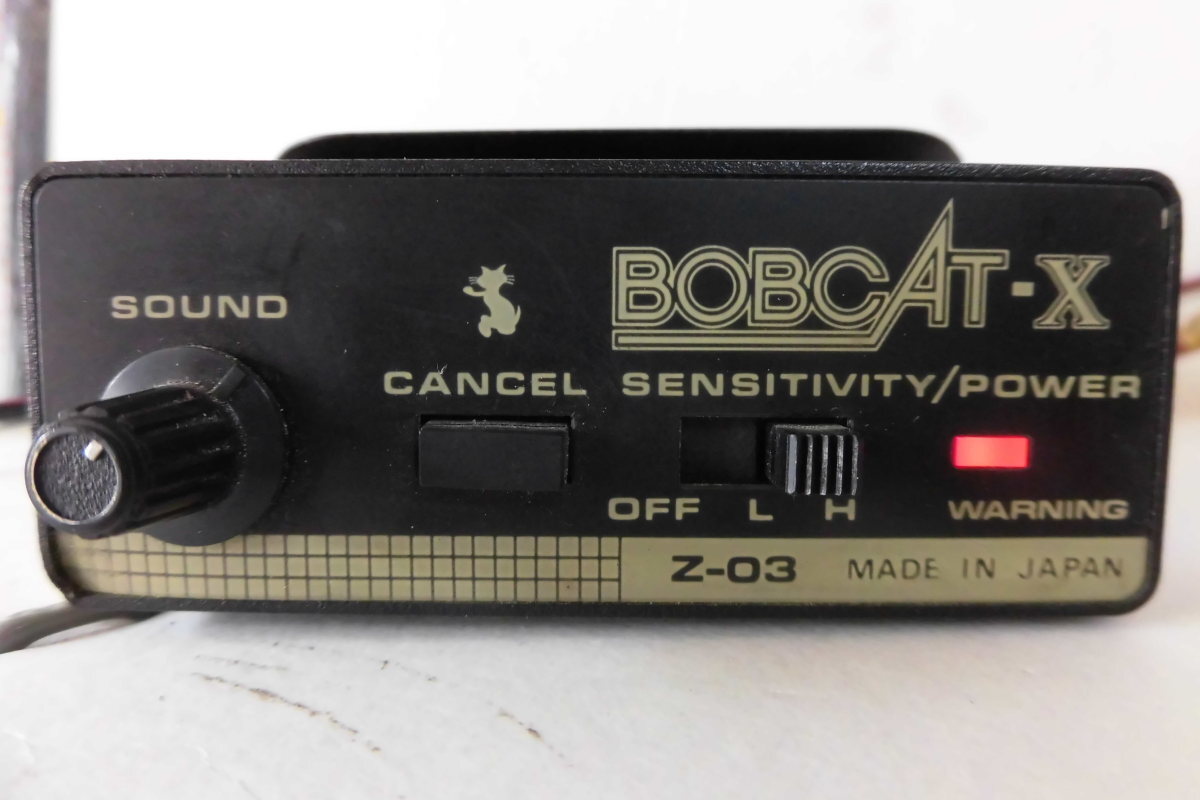 SOUND
BOBCAT-X
CANCEL
SENSITIVITY/POWER
OFF L H
WARNING
Z-03 MADE IN JAPAN